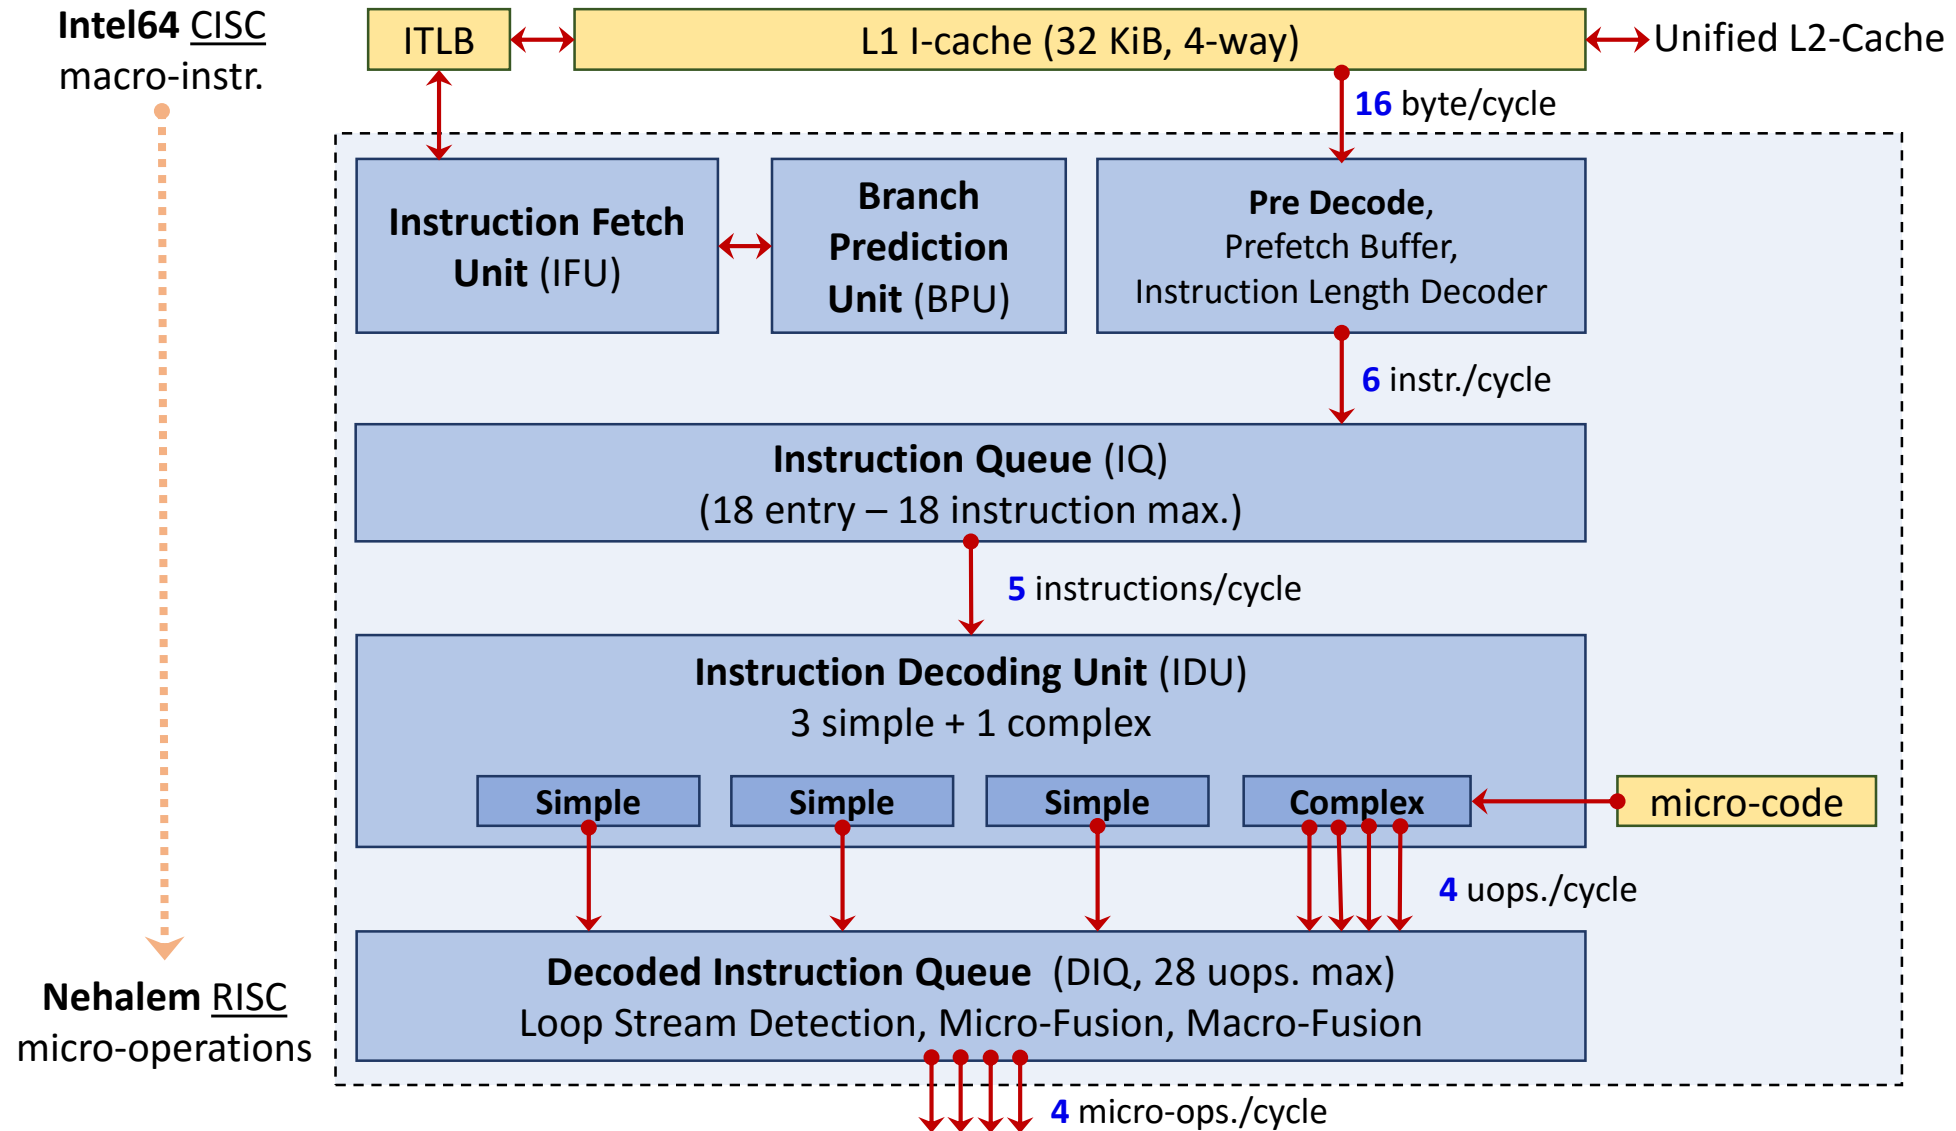 Intel64 CISC
macro-instr.
ITLB
L1 I-cache (32 KiB, 4-way)
Unified L2-Cache
16 byte/cycle
Instruction Fetch
Unit (IFU)
Branch
Prediction
Unit (BPU)
Pre Decode,
Prefetch Buffer,
Instruction Length Decoder
6 instr./cycle
Instruction Queue (IQ)
(18 entry – 18 instruction max.)
5 instructions/cycle
Instruction Decoding Unit (IDU)
3 simple + 1 complex
Simple
Simple
Simple
Complex
micro-code
4 uops./cycle
Decoded Instruction Queue (DIQ, 28 uops. max)
Loop Stream Detection, Micro-Fusion, Macro-Fusion
Nehalem RISC
micro-operations
4 micro-ops./cycle